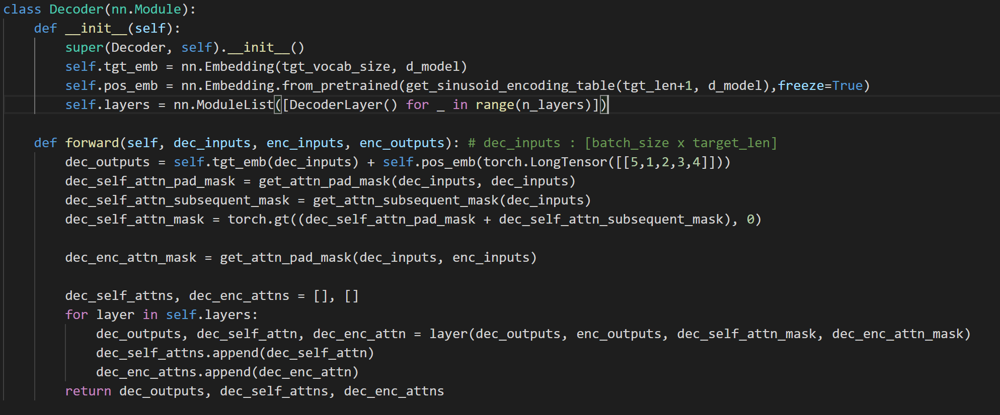 class Decoder(nn.Module):
    def __init__(self):
        super(Decoder, self).__init__()
        self.tgt_emb = nn.Embedding(tgt_vocab_size, d_model)
        self.pos_emb = nn.Embedding.from_pretrained(get_sinusoid_encoding_table(tgt_len+1, d_model),freeze=True)
        self.layers = nn.ModuleList([DecoderLayer() for _ in range(n_layers)])

    def forward(self, dec_inputs, enc_inputs, enc_outputs): # dec_inputs : [batch_size x target_len]
        dec_outputs = self.tgt_emb(dec_inputs) + self.pos_emb(torch.LongTensor([[5,1,2,3,4]]))
        dec_self_attn_pad_mask = get_attn_pad_mask(dec_inputs, dec_inputs)
        dec_self_attn_subsequent_mask = get_attn_subsequent_mask(dec_inputs)
        dec_self_attn_mask = torch.gt((dec_self_attn_pad_mask + dec_self_attn_subsequent_mask), 0)

        dec_enc_attn_mask = get_attn_pad_mask(dec_inputs, enc_inputs)

        dec_self_attns, dec_enc_attns = [], []
        for layer in self.layers:
            dec_outputs, dec_self_attn, dec_enc_attn = layer(dec_outputs, enc_outputs, dec_self_attn_mask, dec_enc_attn_mask)
            dec_self_attns.append(dec_self_attn)
            dec_enc_attns.append(dec_enc_attn)
        return dec_outputs, dec_self_attns, dec_enc_attns